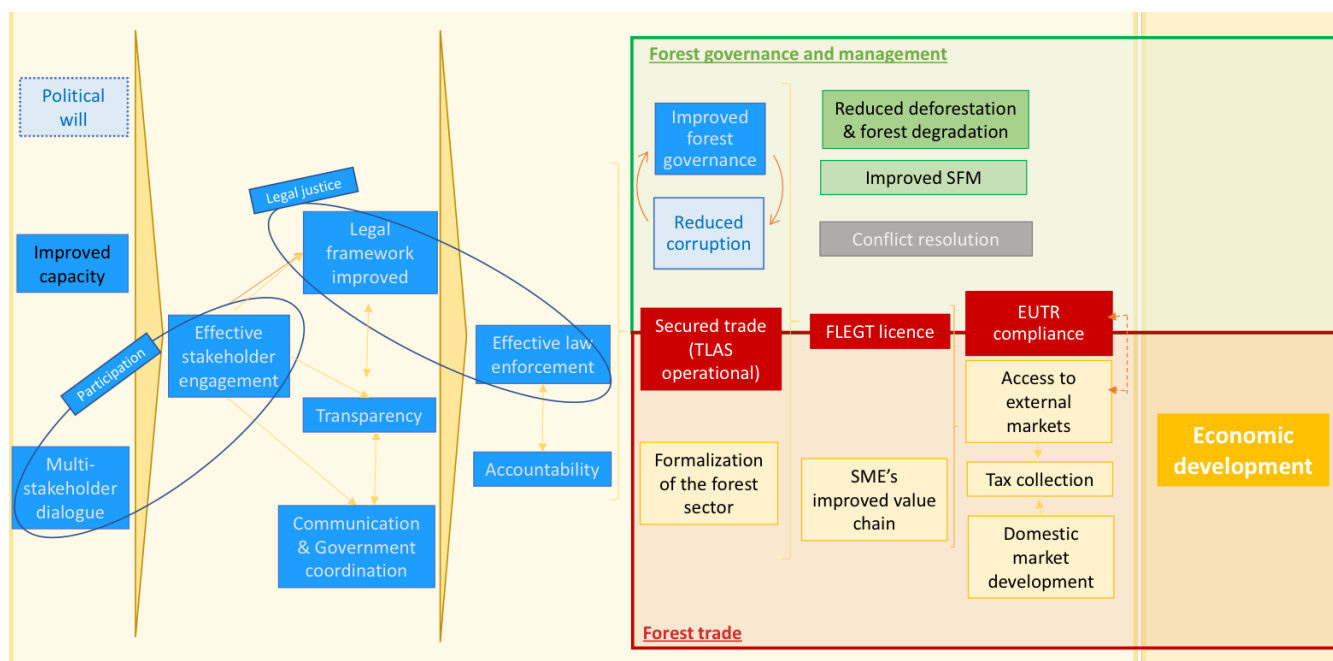 Political
will
Improved
capacity
Participation
Multi-
stakeholder
dialogue
Effective
stakeholder
engagement
Legal justice
Legal
framework
improved
Transparency
Communication
& Government
coordination
Effective law
enforcement
Accountability
Forest governance and management
Improved
forest
governance
Reduced
corruption
Reduced deforestation
& forest degradation
Improved SFM
Conflict resolution
Secured trade
(TLAS
operational)
FLEGT licence
EUTR
compliance
Formalization
of the forest
sector
SME's
improved value
chain
Access to
external
markets
Tax collection
Domestic
market
development
Forest trade
Economic
development